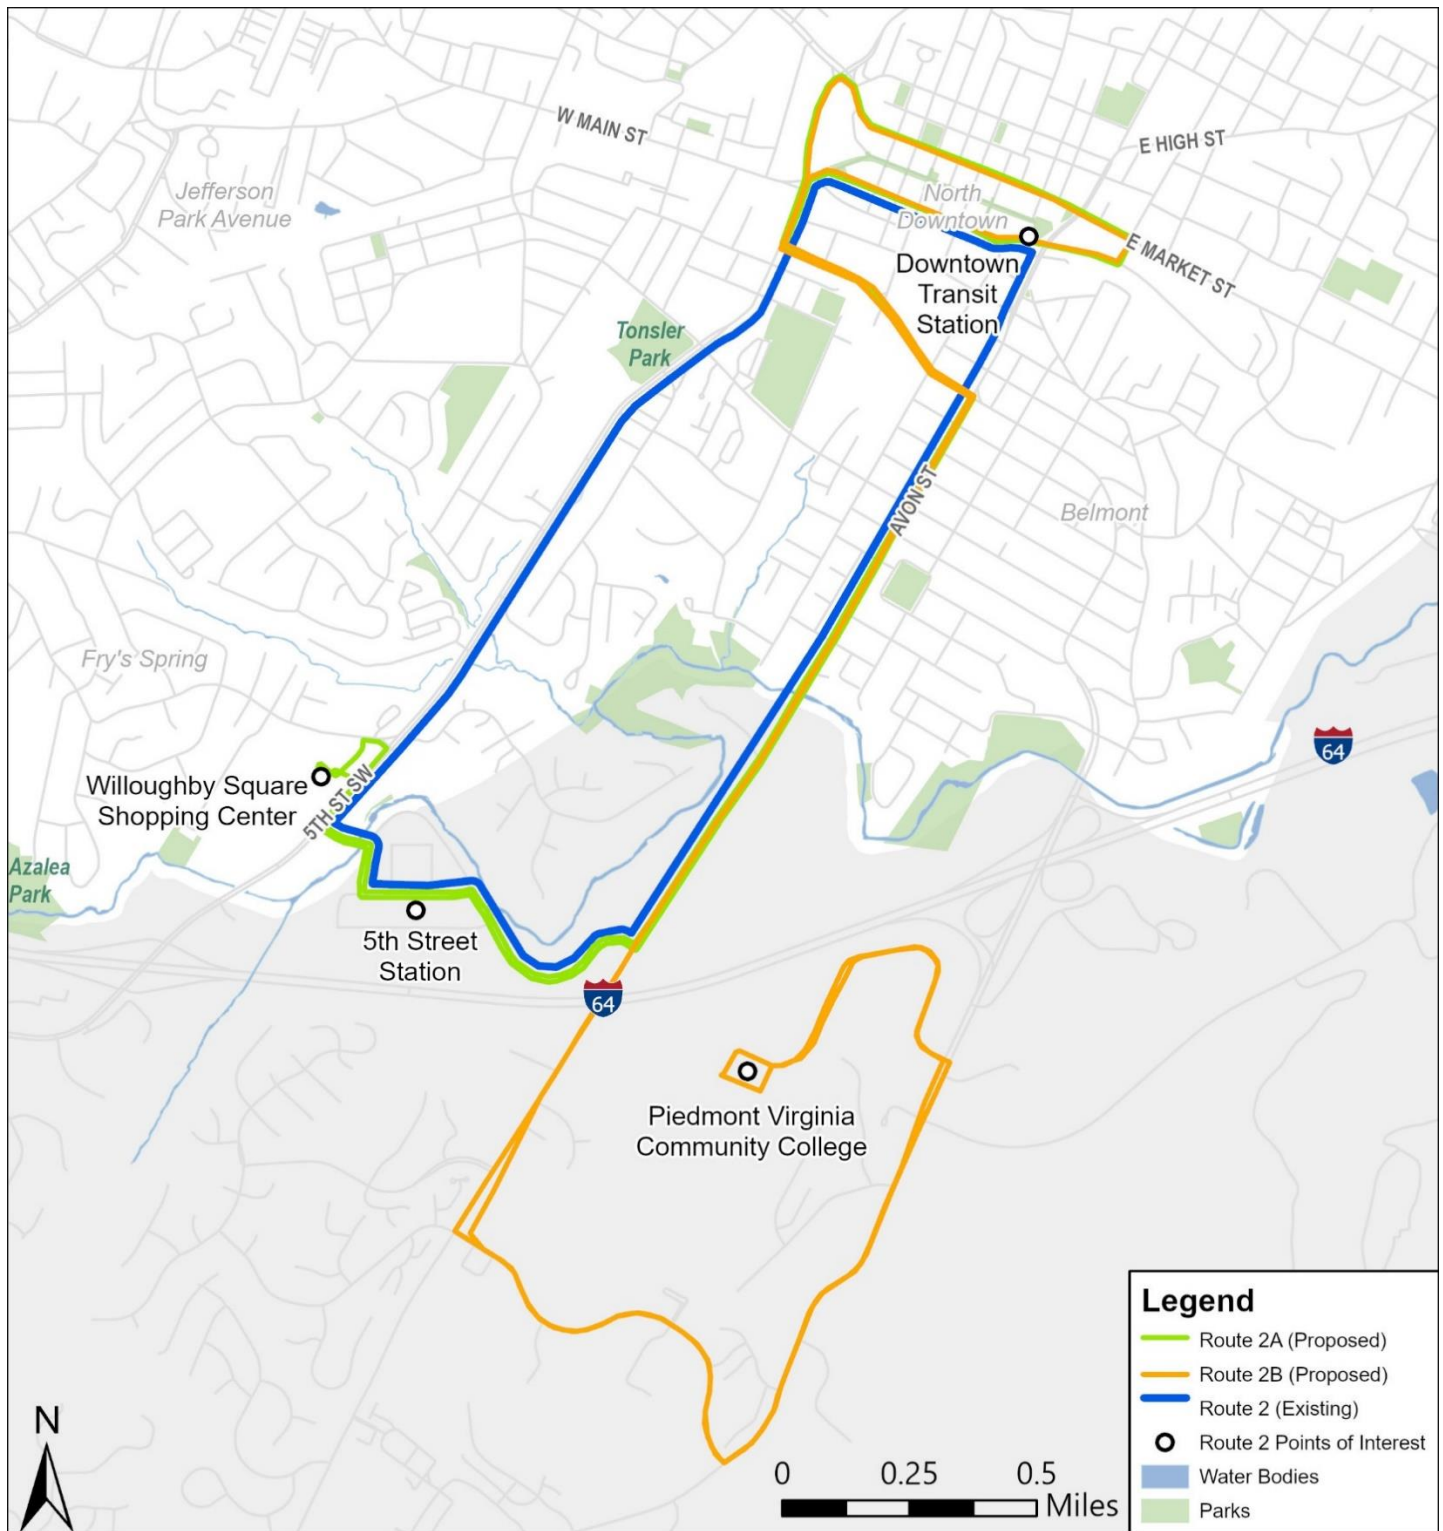 W MAIN ST
E HIGH ST
Jefferson
Park Avenue
North
Downtown
E MARKET ST
Downtown
Transit
Station
Tonsler
Park
AVON ST
Belmont
Fry's Spring
64
Willoughby Square
Shopping Center
5TH ST SW
Azalea
Park
5th Street
Station
64
Piedmont Virginia
Community College
Legend
Route 2A (Proposed)
Route 2B (Proposed)
Route 2 (Existing)
Route 2 Points of Interest
Water Bodies
Parks
N
0 0.25 0.5
Miles